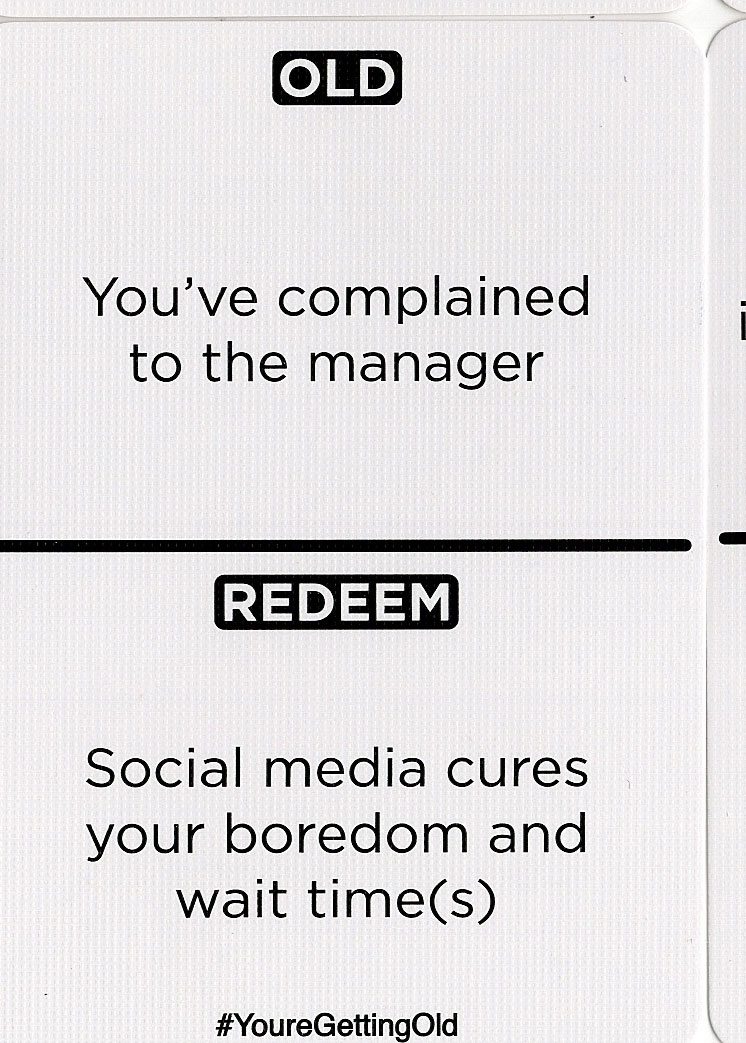 OLD
You've complained
to the manager
REDEEM
Social media cures
your boredom and
wait time(s)
#YoureGettingOld